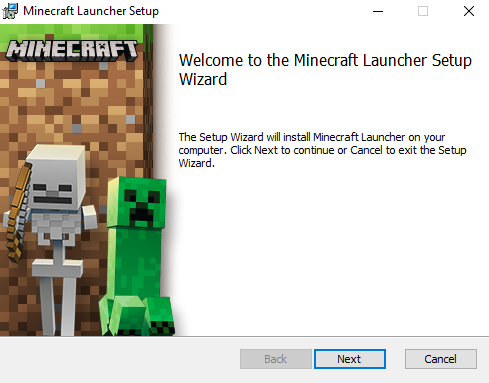 Minecraft Launcher Setup
MINECRAFT
Welcome to the Minecraft Launcher Setup
Wizard
The Setup Wizard will install Minecraft Launcher on your
computer. Click Next to continue or Cancel to exit the Setup
Wizard.
Back
Next
Cancel